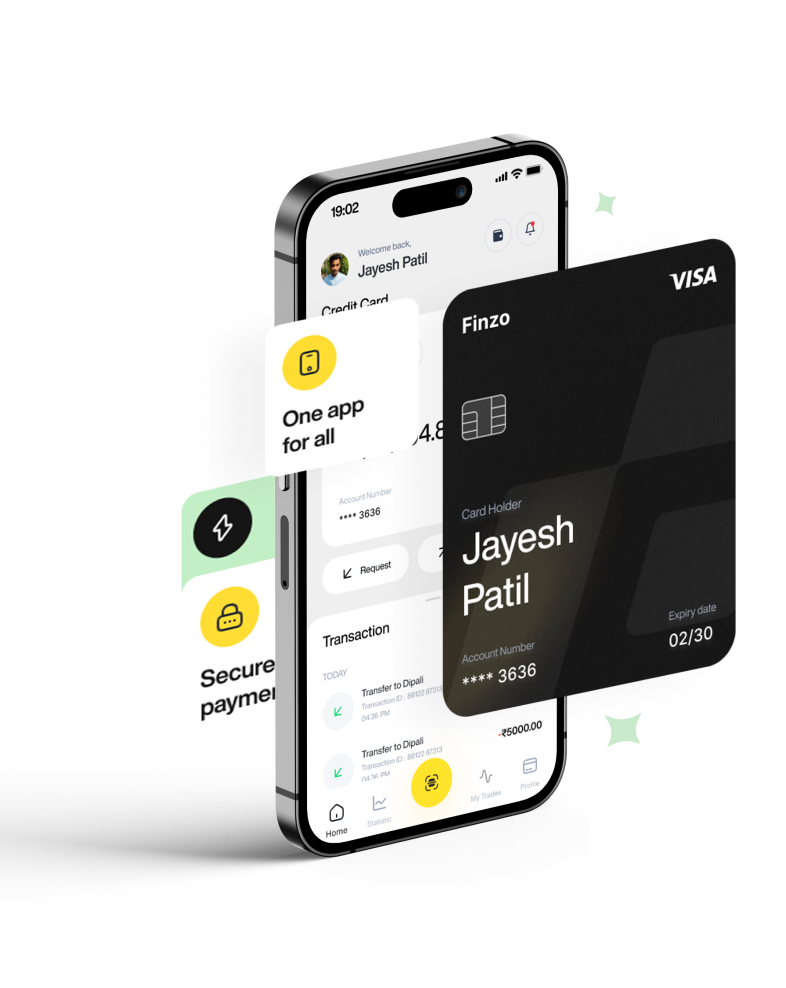 19:02
Welcome back,
Jayesh Patil
Credit Card
VISA
Finzo
One app
for all
4.8
Account Number
**** 3636
Request
Card Holder
Jayesh
Patil
Expiry date
02/30
Account Number
**** 3636
Secure
Transaction
TODAY
Transfer to Dipali
Transaction ID : 88122 87313
04.36 PM
-₹5000.00
Transfer to Dipali
Transaction ID : 88122 87313
04.36 PM
Home
Statistic
My Trades
Profile